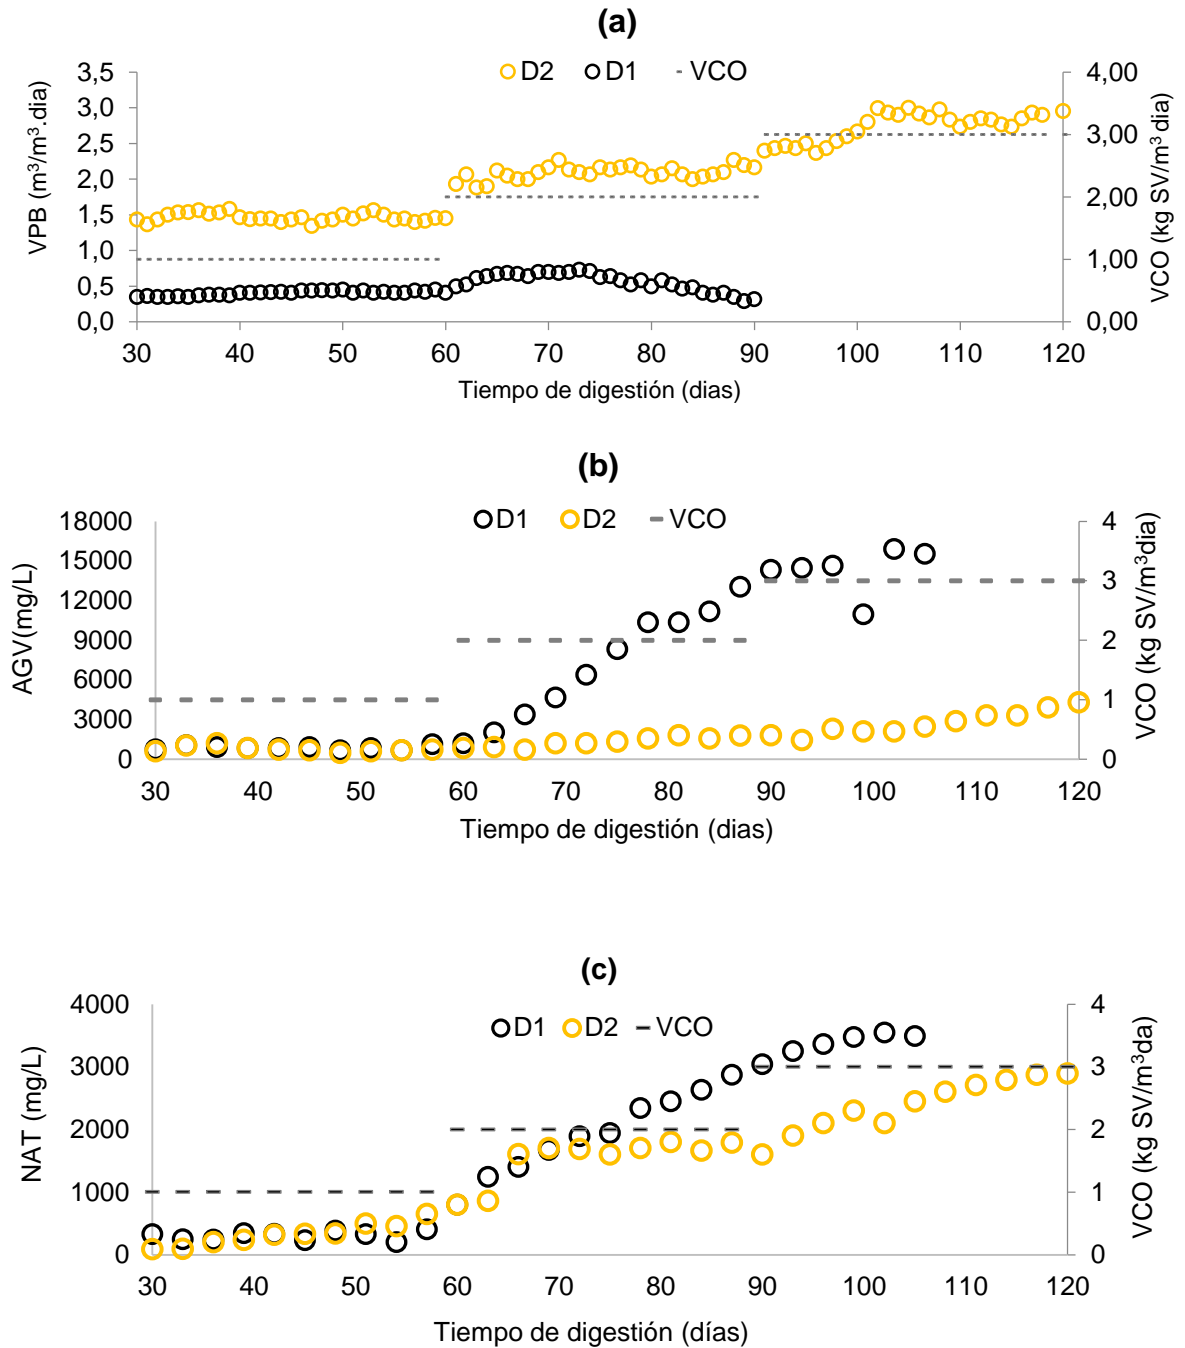 (a)
D2 D1 VCO
3,5
3,0
2,5
2,0
1,5
1,0
0,5
0,0
VPB (m³/m³.dia)
4,00
3,00
2,00
1,00
0,00
VCO (kg SV/m³ dia)
30 40 50 60 70 80 90 100 110 120
Tiempo de digestión (dias)
(b)
D1 D2 VCO
18000
15000
12000
9000
6000
3000
0
AGV(mg/L)
4
3
2
1
0
VCO (kg SV/m³dia)
30 40 50 60 70 80 90 100 110 120
Tiempo de digestión (dias)
(c)
D1 D2 VCO
4000
3000
2000
1000
0
NAT (mg/L)
4
3
2
1
0
VCO (kg SV/m³da)
30 40 50 60 70 80 90 100 110 120
Tiempo de digestión (días)